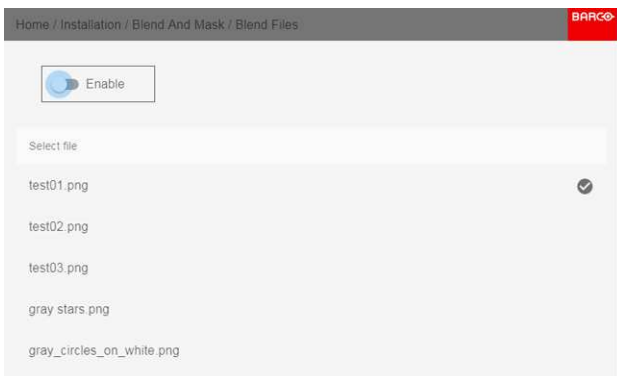 Home / Installation / Blend And Mask / Blend Files
BARCO
Enable
Select file
test01.png
test02.png
test03.png
gray stars.png
gray_circles_on_white.png